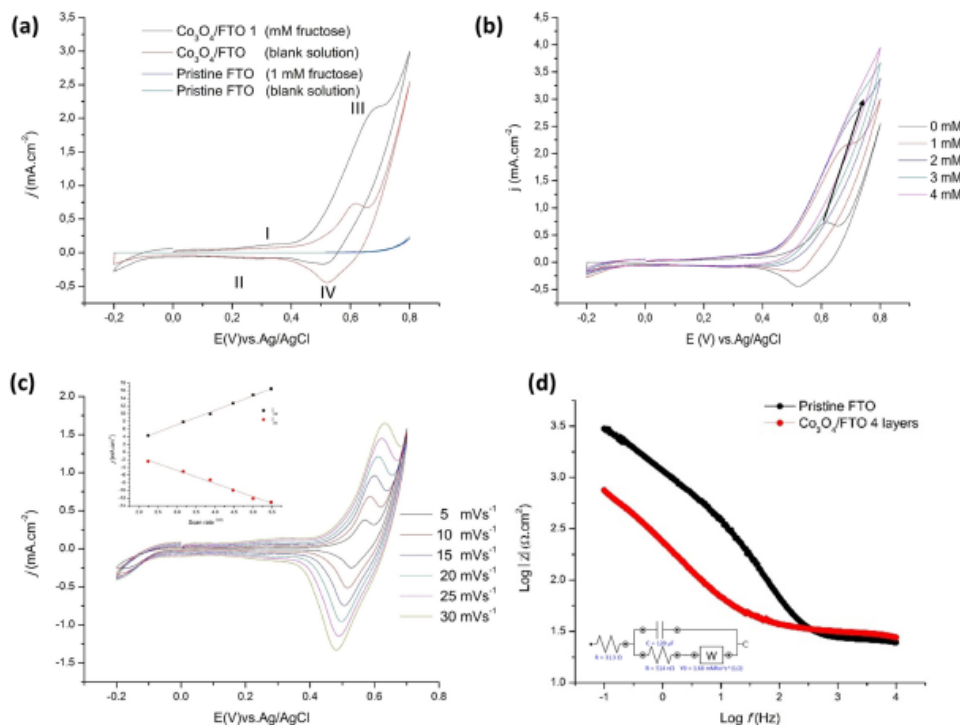 (a)
Co₃O₄/FTO 1 (mM fructose)
Co₃O₄/FTO (blank solution)
Pristine FTO (1 mM fructose)
Pristine FTO (blank solution)
3,5
3,0
2,5
2,0
1,5
1,0
0,5
0,0
-0,5
j (mA.cm⁻²)
I
II
III
IV
-0,2 0,0 0,2 0,4 0,6 0,8
E(V)vs.Ag/AgCl
(b)
4,5
4,0
3,5
3,0
2,5
2,0
1,5
1,0
0,5
0,0
-0,5
j (mA.cm⁻²)
0 mM
1 mM
2 mM
3 mM
4 mM
-0,2 0,0 0,2 0,4 0,6 0,8
E (V) vs.Ag/AgCl
(c)
2.0
1.5
1.0
0.5
0.0
-0.5
-1.0
-1.5
j (mA.cm⁻²)
Scan rate
5 mVs⁻¹
10 mVs⁻¹
15 mVs⁻¹
20 mVs⁻¹
25 mVs⁻¹
30 mVs⁻¹
-0.2 0.0 0.2 0.4 0.6 0.8
E(V)vs.Ag/AgCl
(d)
Pristine FTO
Co₃O₄/FTO 4 layers
3.5
3.0
2.5
2.0
1.5
1.0
Log |z| (Ω.cm²)
W
-1 0 1 2 3 4
Log f (Hz)